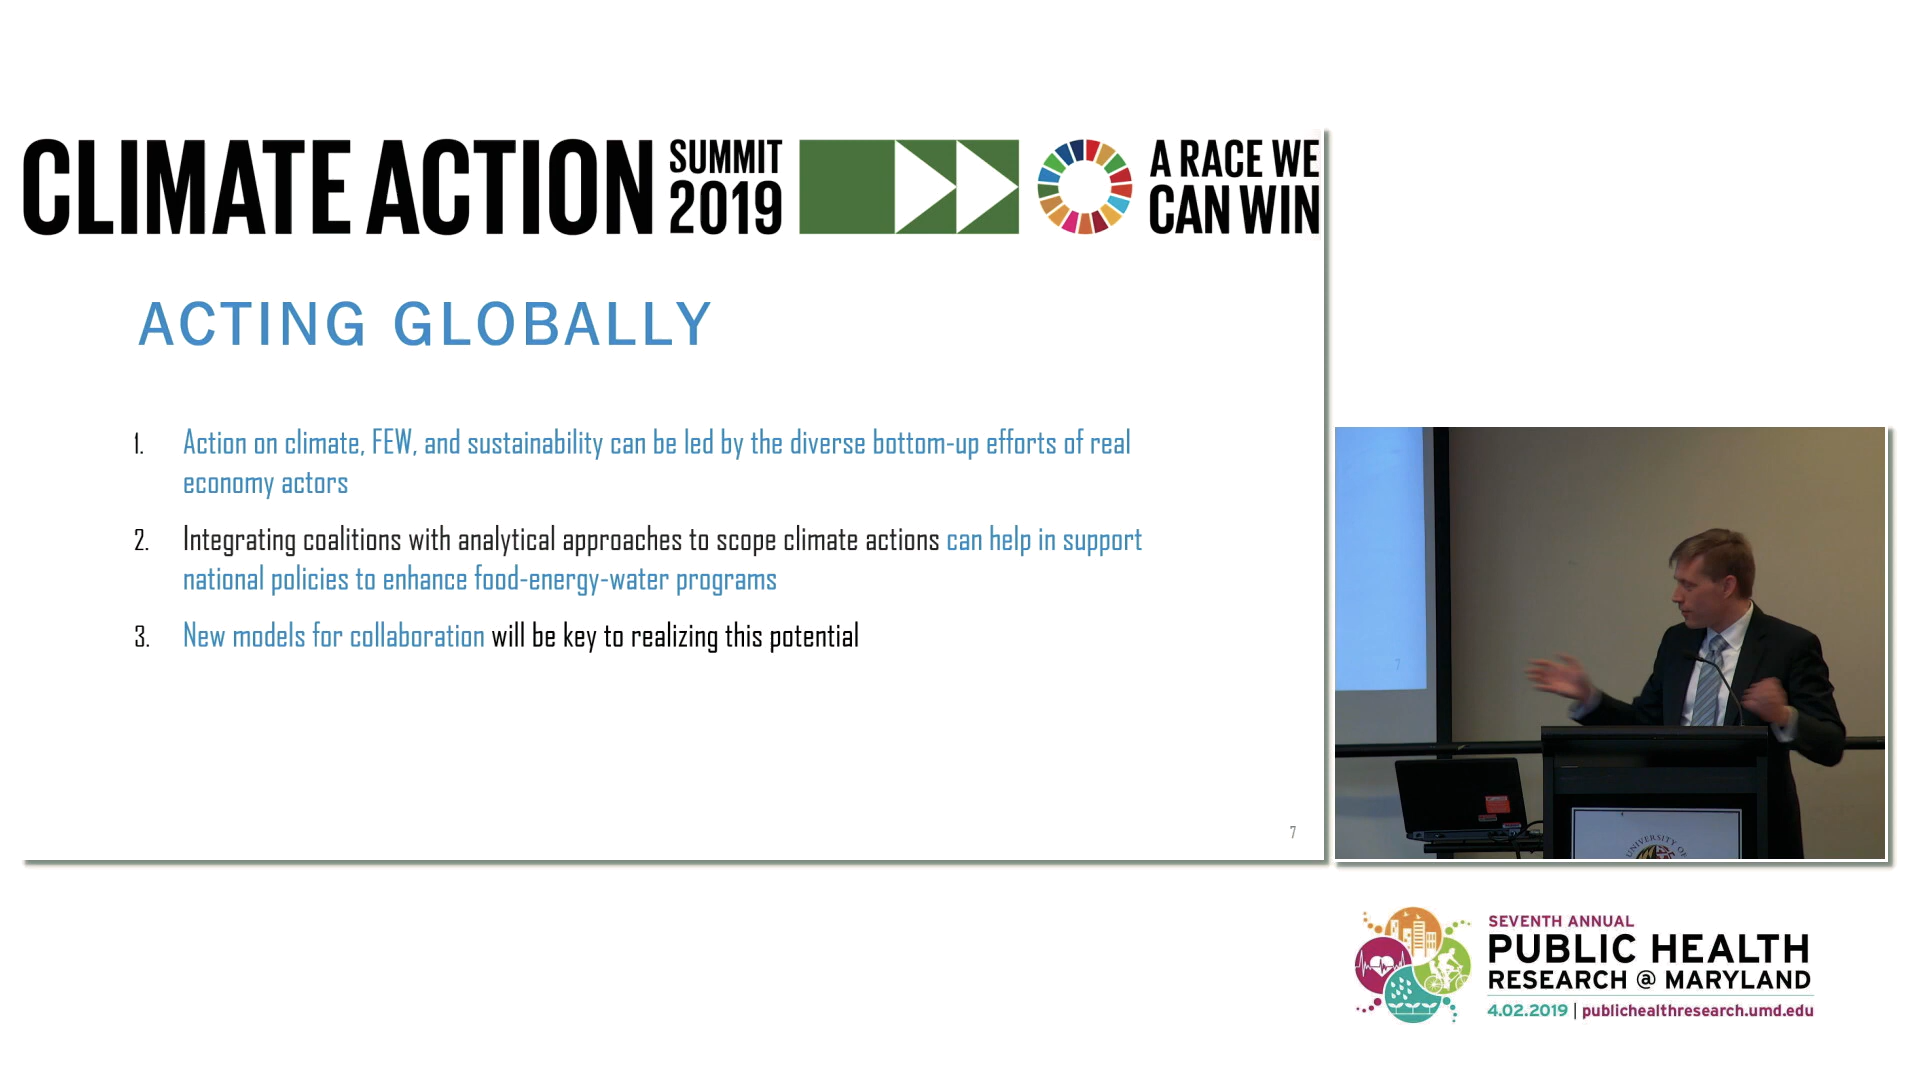 CLIMATE ACTION
SUMMIT
2019
A RACE WE
CAN WIN
ACTING GLOBALLY
1. Action on climate, FEW, and sustainability can be led by the diverse bottom-up efforts of real
economy actors
2. Integrating coalitions with analytical approaches to scope climate actions can help in support
national policies to enhance food-energy-water programs
3. New models for collaboration will be key to realizing this potential
7
7
UNIVERSITY OF
SEVENTH ANNUAL
PUBLIC HEALTH
RESEARCH @ MARYLAND
4.02.2019 | publichealthresearch.umd.edu